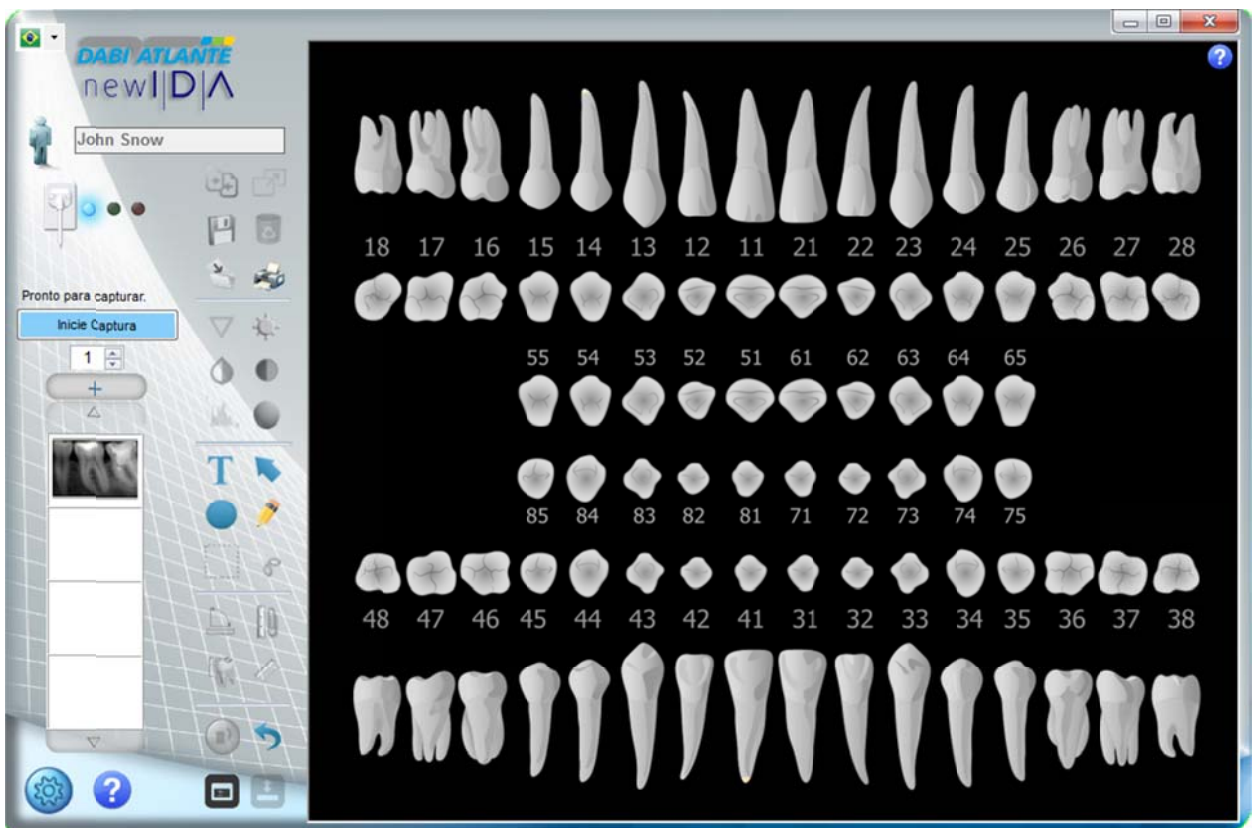 DABI ATLANTE
newIDA
John Snow
Pronto para capturar.
Inicie Captura
1
+
T
?
?
18 17 16 15 14 13 12 11 21 22 23 24 25 26 27 28
55 54 53 52 51 61 62 63 64 65
85 84 83 82 81 71 72 73 74 75
48 47 46 45 44 43 42 41 31 32 33 34 35 36 37 38